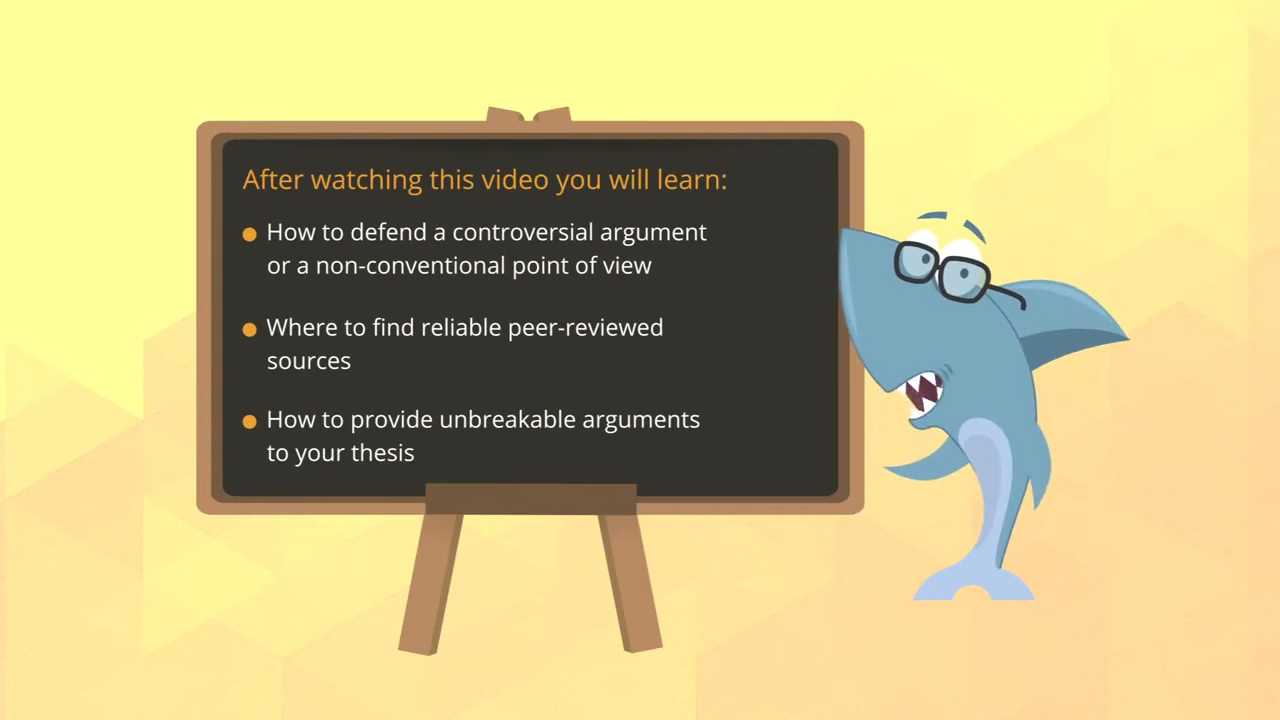 After watching this video you will learn:
How to defend a controversial argument
or a non-conventional point of view
Where to find reliable peer-reviewed
sources
How to provide unbreakable arguments
to your thesis